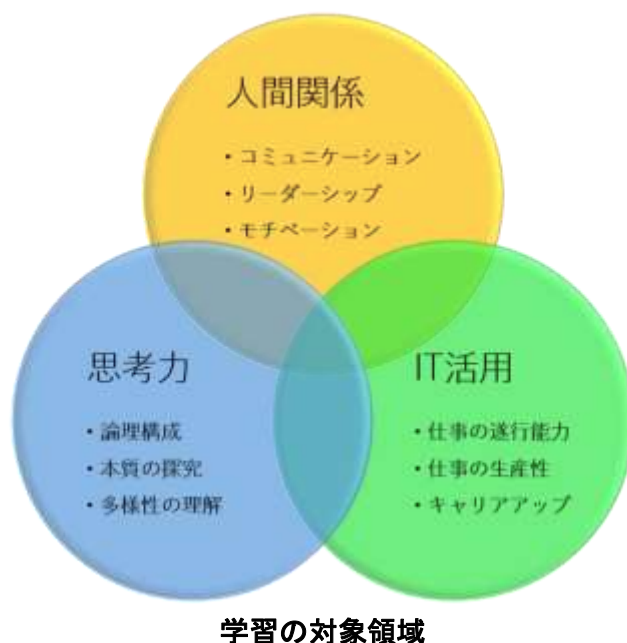 人間関係
・コミュニケーション
・リーダーシップ
・モチベーション
思考力
・論理構成
・本質の探究
・多様性の理解
IT活用
・仕事の遂行能力
・仕事の生産性
・キャリアアップ
学習の対象領域